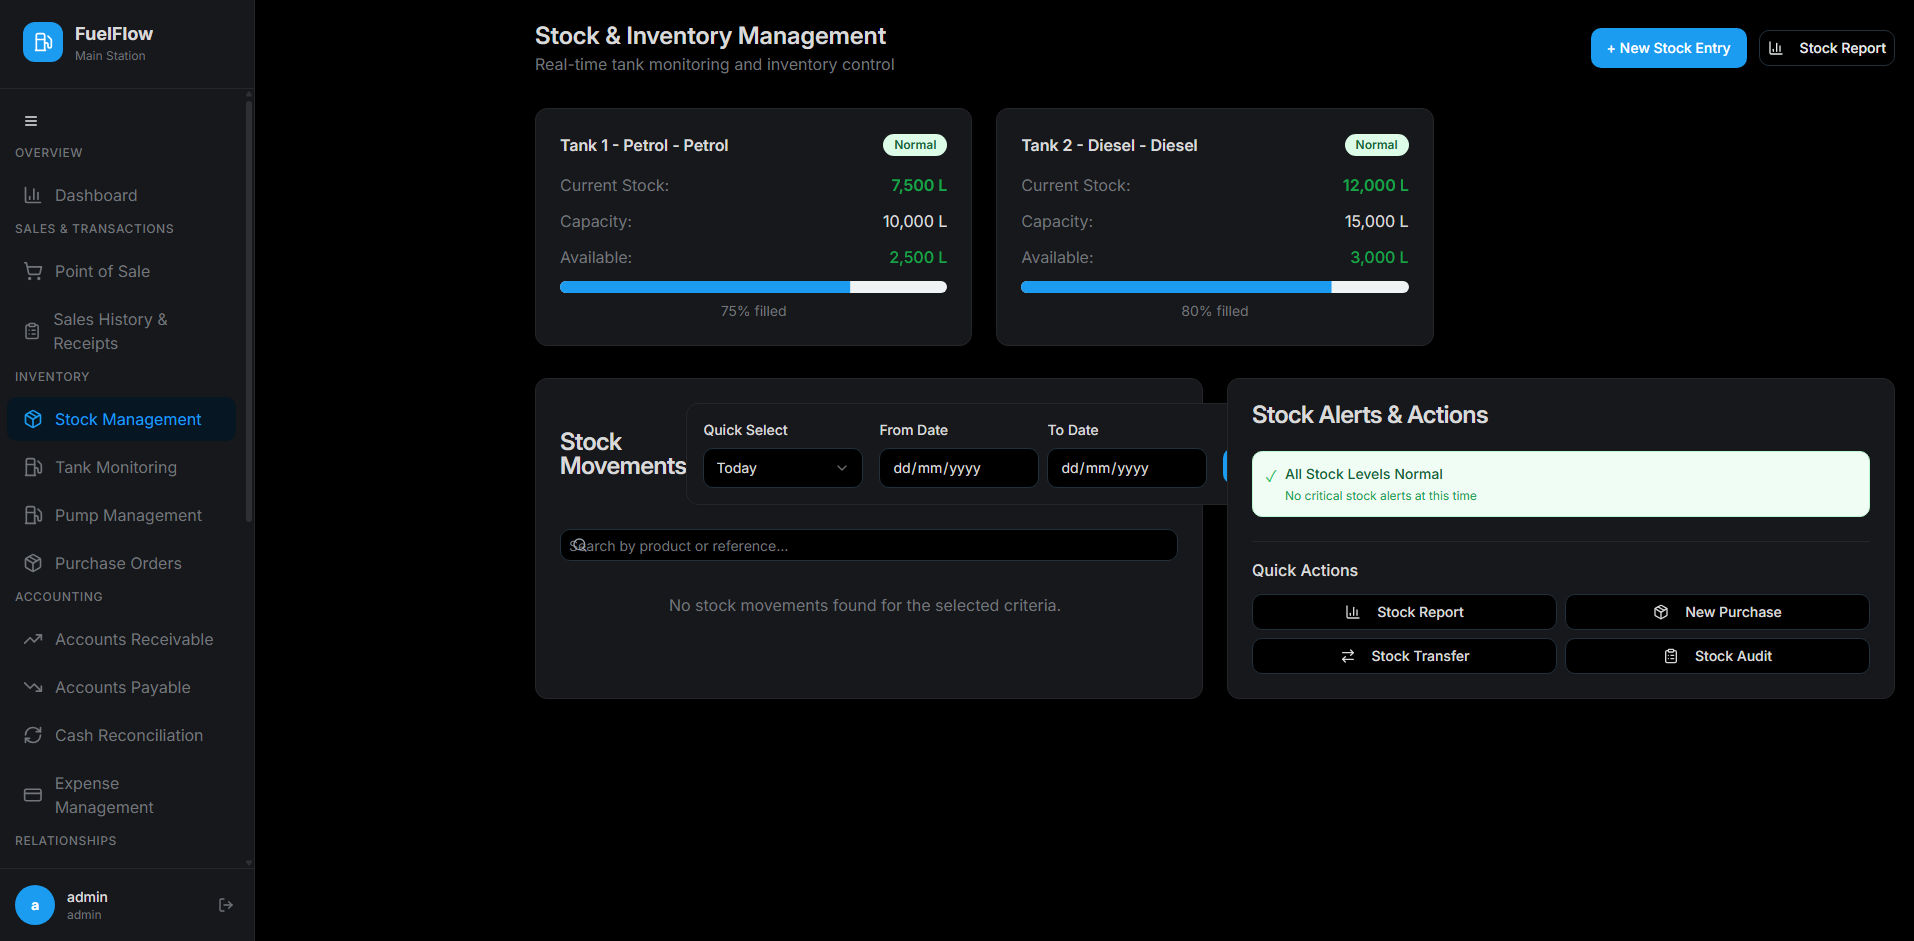 FuelFlow
Main Station
OVERVIEW
Dashboard
SALES & TRANSACTIONS
Point of Sale
Sales History &
Receipts
INVENTORY
Stock Management
Tank Monitoring
Pump Management
Purchase Orders
ACCOUNTING
Accounts Receivable
Accounts Payable
Cash Reconciliation
Expense
Management
RELATIONSHIPS
a
admin
admin
Stock & Inventory Management
Real-time tank monitoring and inventory control
+ New Stock Entry
Stock Report
Tank 1 - Petrol - Petrol
Normal
Current Stock:
7,500 L
Capacity:
10,000 L
Available:
2,500 L
75% filled
Tank 2 - Diesel - Diesel
Normal
Current Stock:
12,000 L
Capacity:
15,000 L
Available:
3,000 L
80% filled
Stock
Movements
Quick Select
Today
From Date
dd/mm/yyyy
To Date
dd/mm/yyyy
Search by product or reference...
No stock movements found for the selected criteria.
Stock Alerts & Actions
✓ All Stock Levels Normal
No critical stock alerts at this time
Quick Actions
Stock Report
New Purchase
Stock Transfer
Stock Audit